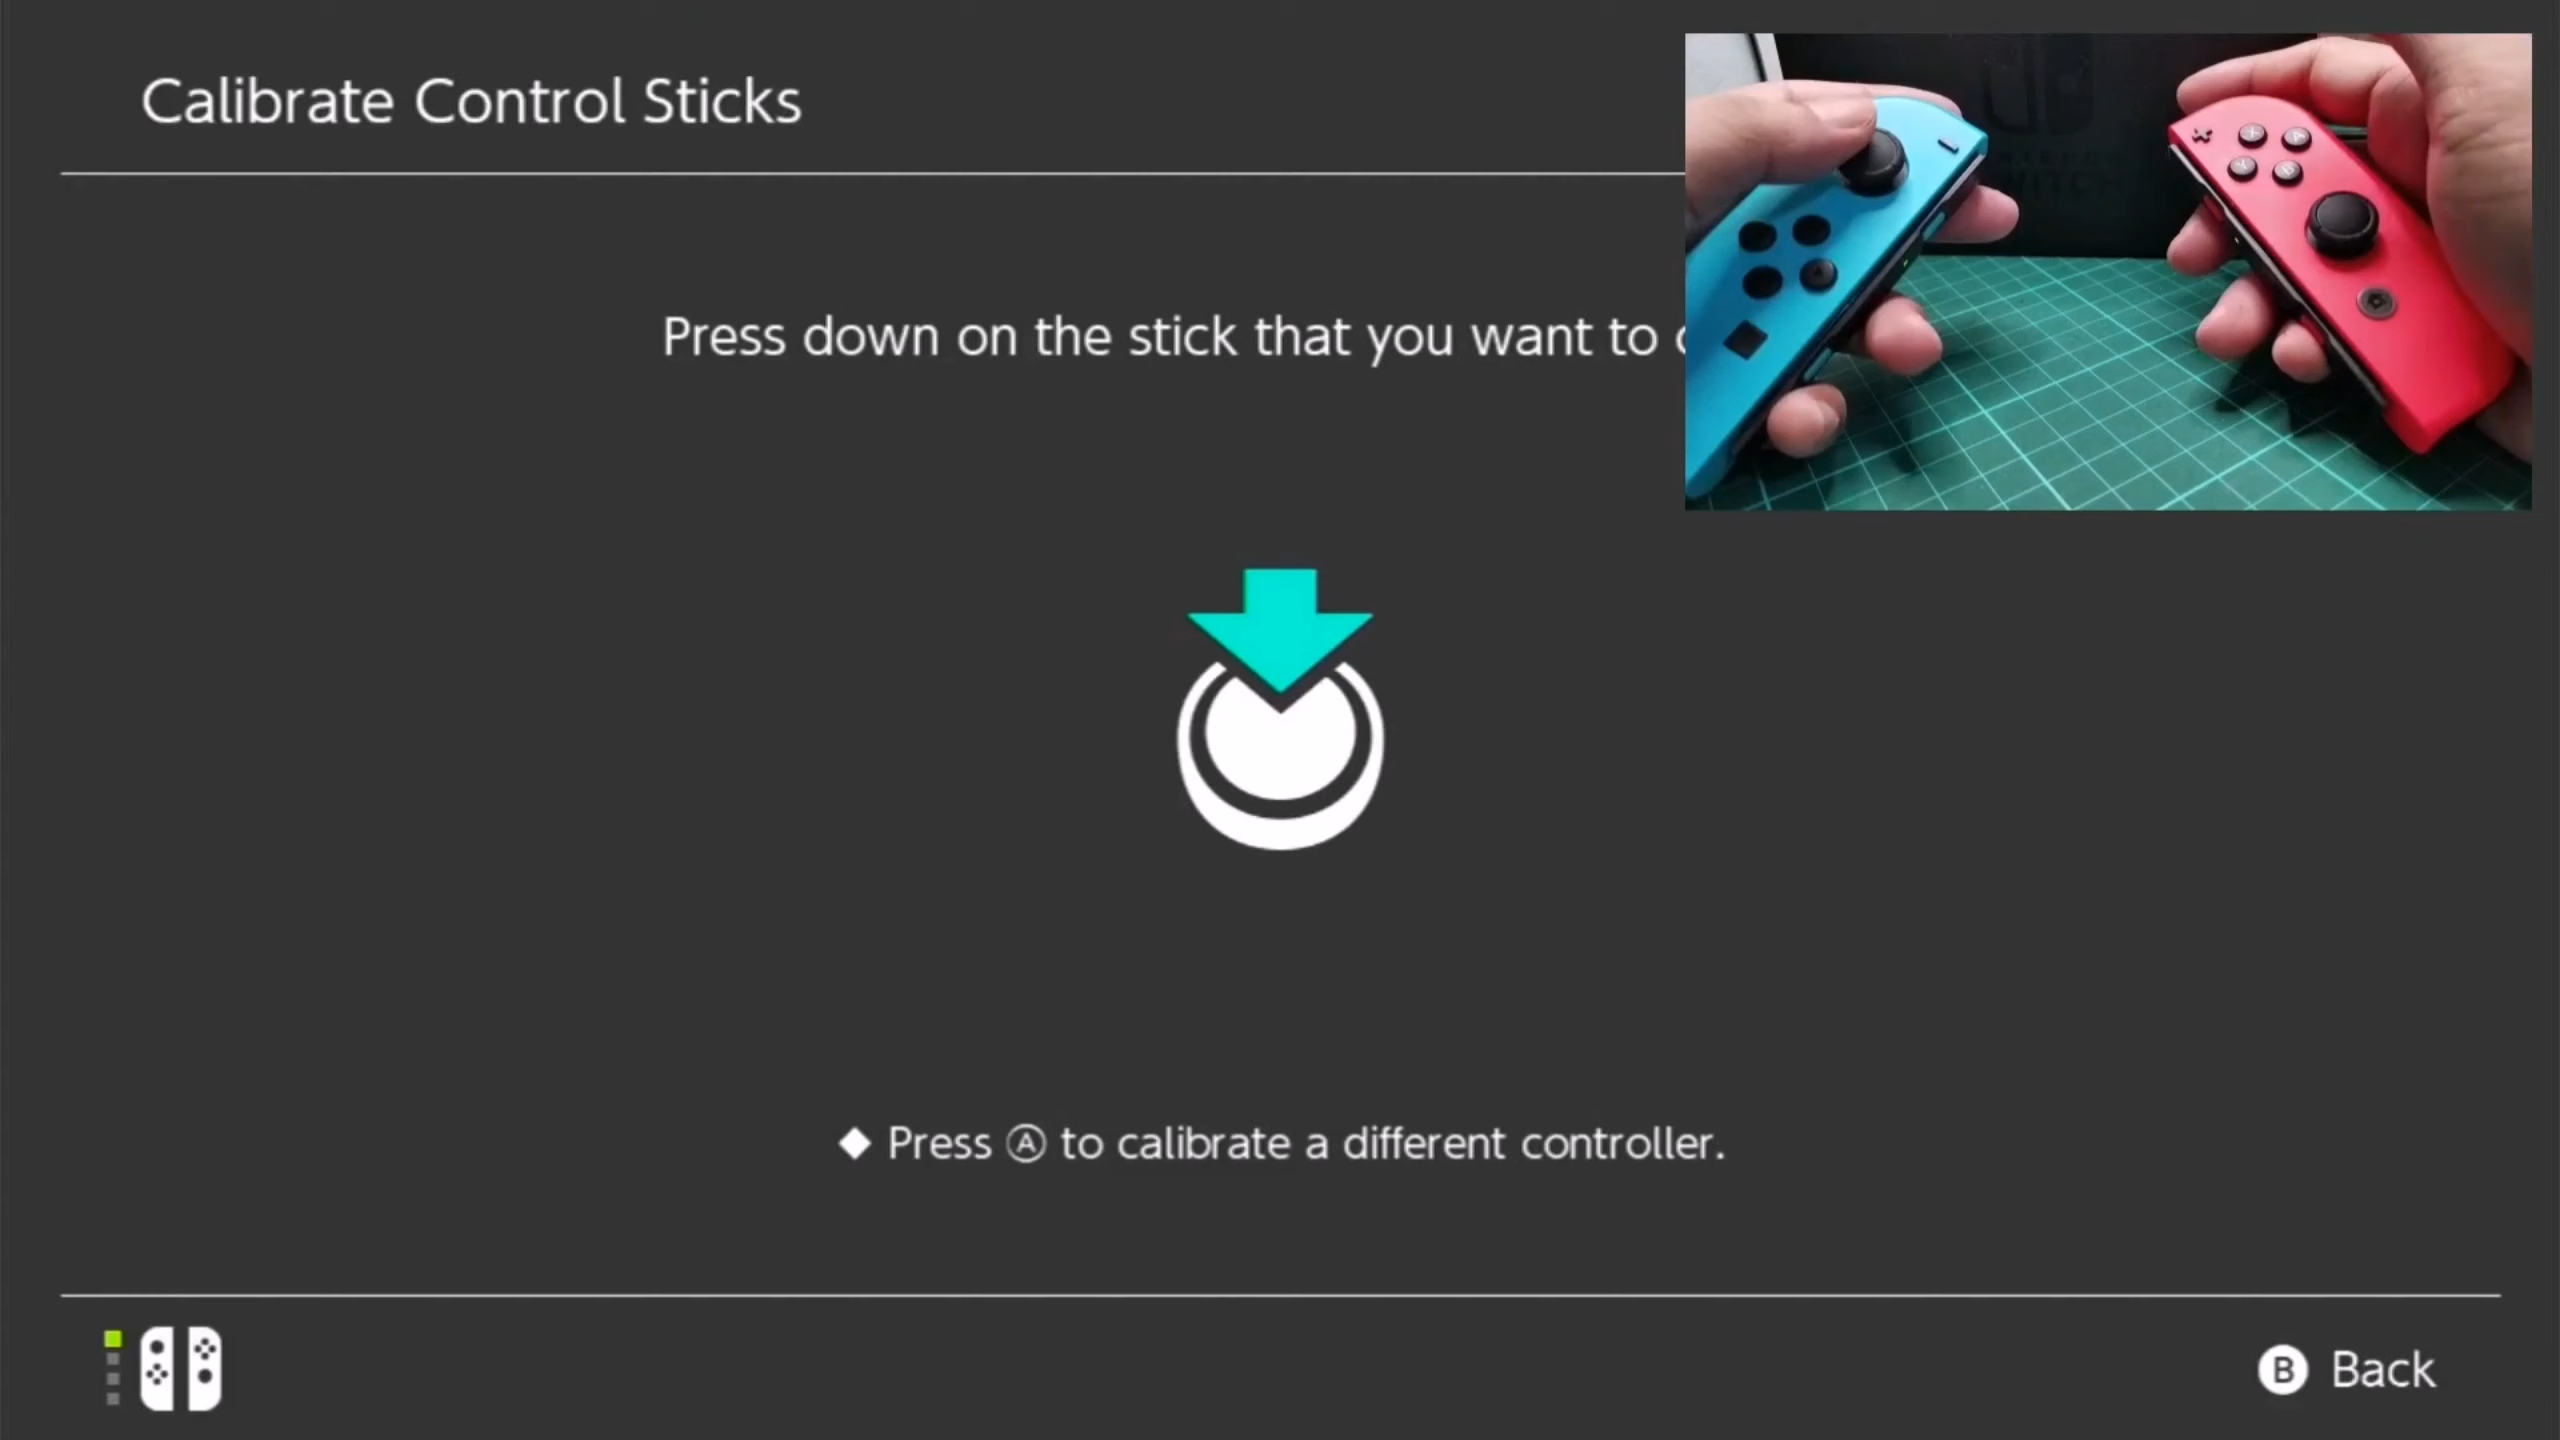 Calibrate Control Sticks
Press down on the stick that you want to
◆ Press Ⓐ to calibrate a different controller.
B Back